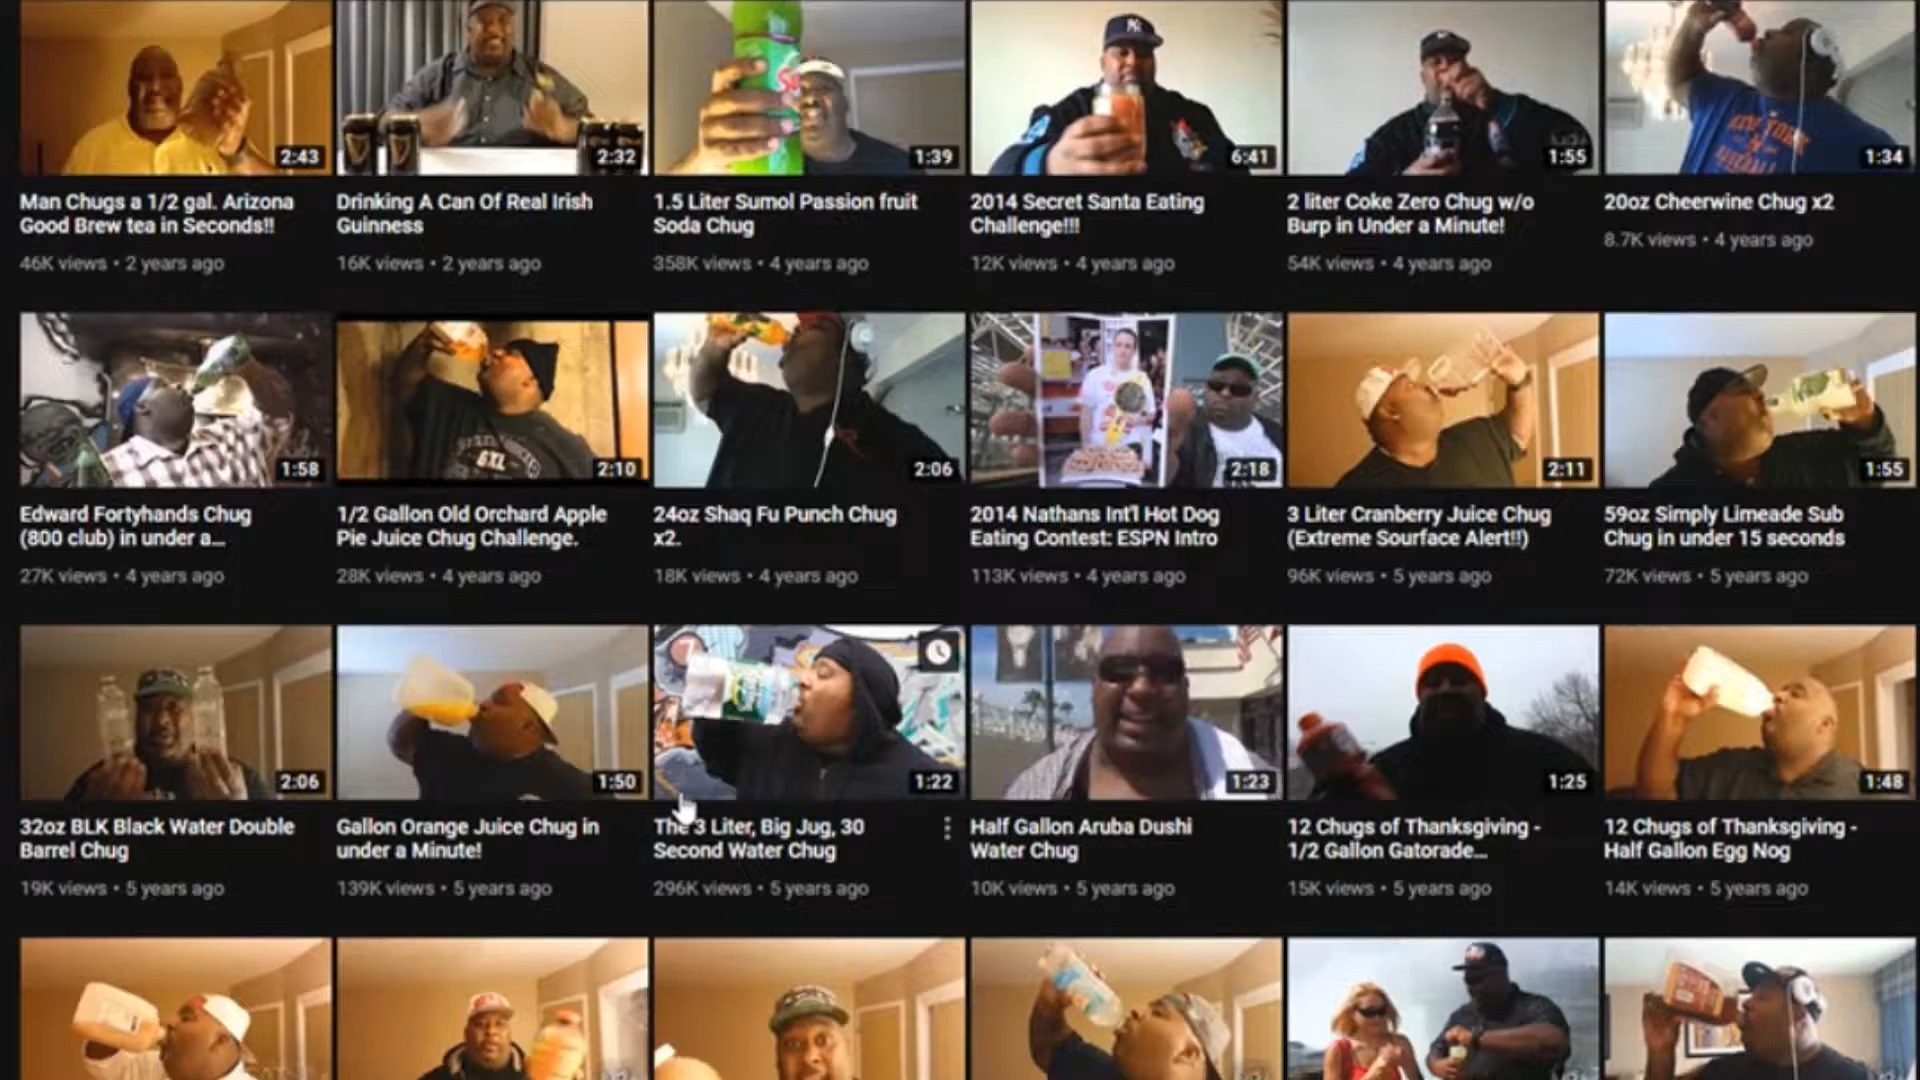 2:43
2:32
1:39
6:41
1:55
1:34
Man Chugs a 1/2 gal. Arizona
Good Brew tea in Seconds!!
46K views • 2 years ago
Drinking A Can Of Real Irish
Guinness
16K views • 2 years ago
1.5 Liter Sumol Passion fruit
Soda Chug
358K views • 4 years ago
2014 Secret Santa Eating
Challenge!!!
12K views • 4 years ago
2 liter Coke Zero Chug w/o
Burp in Under a Minute!
54K views • 4 years ago
20oz Cheerwine Chug x2
8.7K views • 4 years ago
6XL
1:58
2:10
2:06
2:18
2:11
1:55
Edward Fortyhands Chug
(800 club) in under a...
27K views • 4 years ago
1/2 Gallon Old Orchard Apple
Pie Juice Chug Challenge.
28K views • 4 years ago
24oz Shaq Fu Punch Chug
x2.
18K views • 4 years ago
2014 Nathans Int'l Hot Dog
Eating Contest: ESPN Intro
113K views • 4 years ago
3 Liter Cranberry Juice Chug
(Extreme Sourface Alert!!)
96K views • 5 years ago
59oz Simply Limeade Sub
Chug in under 15 seconds
72K views • 5 years ago
2:06
1:50
1:22
1:23
1:25
1:48
32oz BLK Black Water Double
Barrel Chug
19K views • 5 years ago
Gallon Orange Juice Chug in
under a Minute!
139K views • 5 years ago
The 3 Liter, Big Jug, 30
Second Water Chug
296K views • 5 years ago
Half Gallon Aruba Dushi
Water Chug
10K views • 5 years ago
12 Chugs of Thanksgiving -
1/2 Gallon Gatorade...
15K views • 5 years ago
12 Chugs of Thanksgiving -
Half Gallon Egg Nog
14K views • 5 years ago